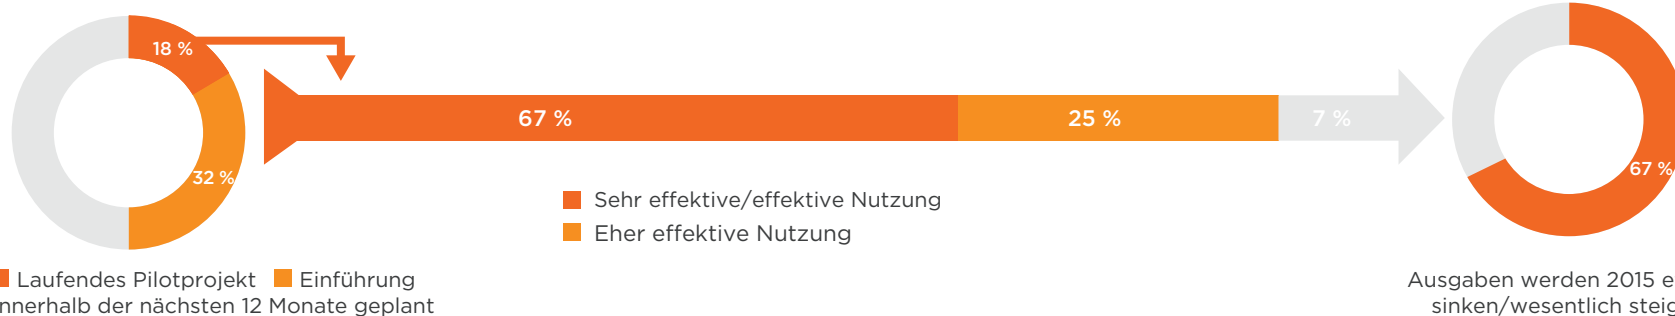 18 %
67 %
25 %
7 %
67 %
32 %
Sehr effektive/effektive Nutzung
Eher effektive Nutzung
Laufendes Pilotprojekt Einführung
nnerhalb der nächsten 12 Monate geplant
Ausgaben werden 2015 e
sinken/wesentlich steig